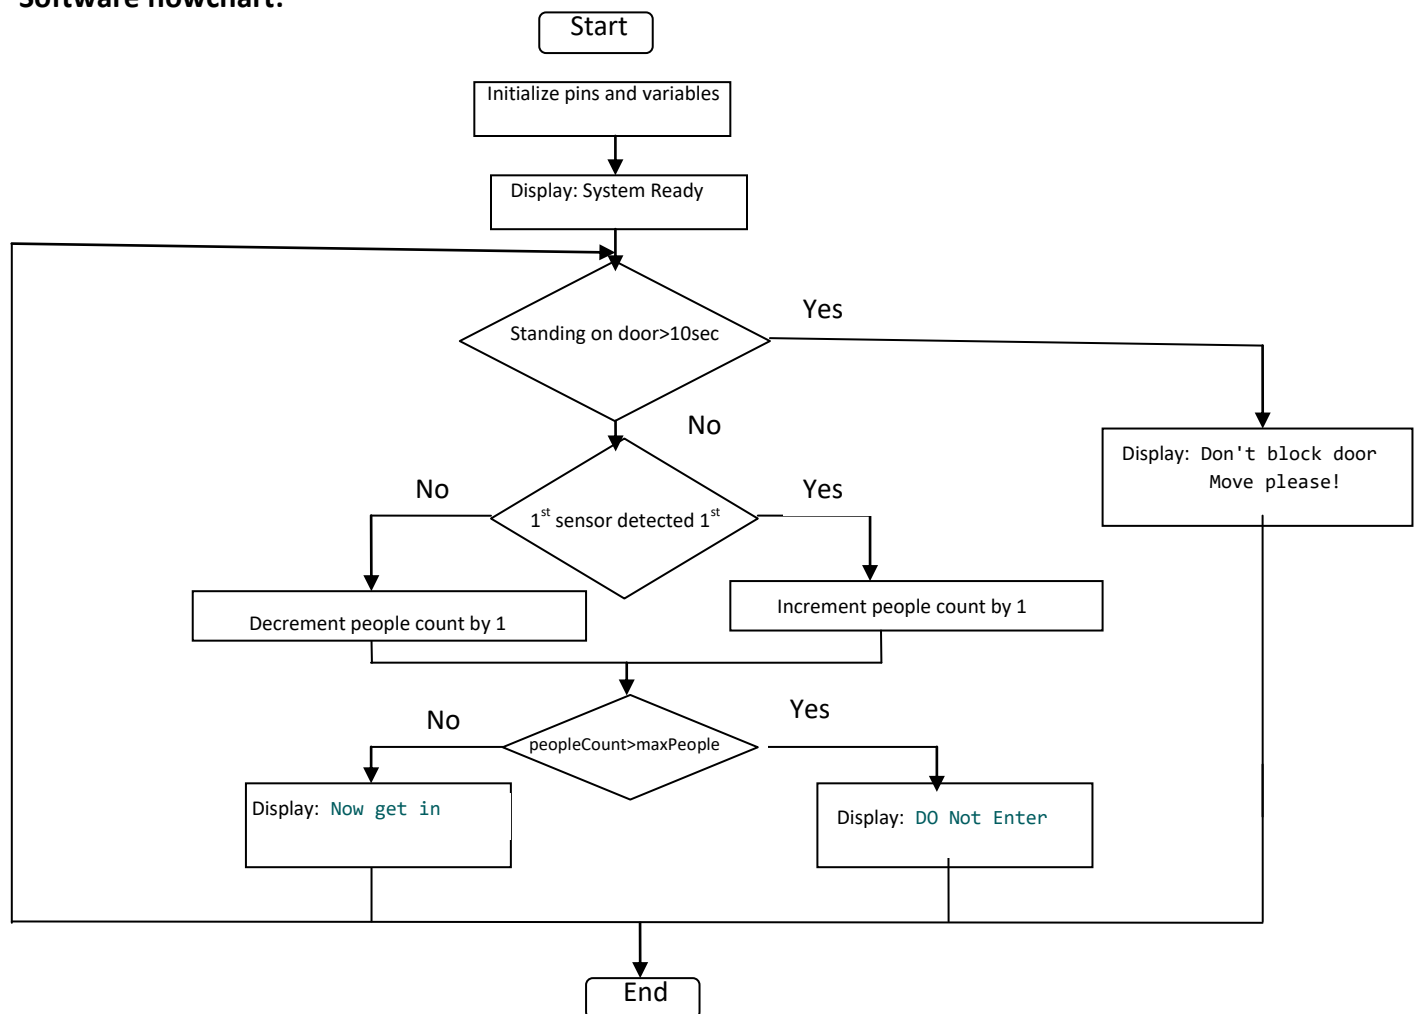 Software flowchart:
Start
Initialize pins and variables
Display: System Ready
Standing on door>10sec
Yes
No
Display: Don't block door
Move please!
No
Yes
1st sensor detected 1st
Decrement people count by 1
Increment people count by 1
No
Yes
peopleCount>maxPeople
Display: Now get in
Display: DO Not Enter
End